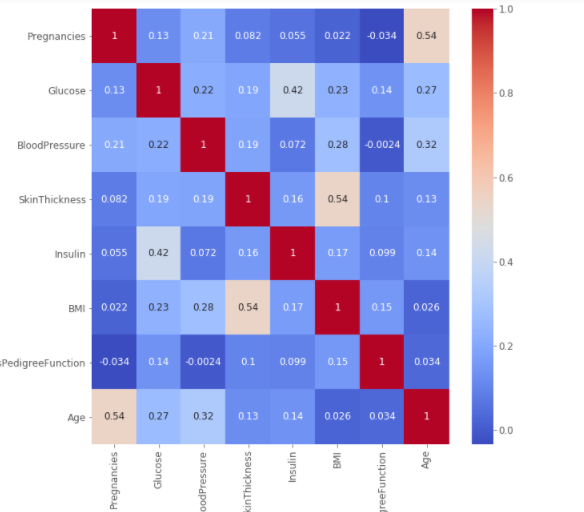 Pregnancies 1 0.13 0.21 0.082 0.055 0.022 -0.034 0.54
Glucose 0.13 1 0.22 0.19 0.42 0.23 0.14 0.27
BloodPressure 0.21 0.22 1 0.19 0.072 0.28 -0.0024 0.32
SkinThickness 0.082 0.19 0.19 1 0.16 0.54 0.1 0.13
Insulin 0.055 0.42 0.072 0.16 1 0.17 0.099 0.14
BMI 0.022 0.23 0.28 0.54 0.17 1 0.15 0.026
sPedigreeFunction -0.034 0.14 -0.0024 0.1 0.099 0.15 1 0.034
Age 0.54 0.27 0.32 0.13 0.14 0.026 0.034 1
Pregnancies
Glucose
oodPressure
kinThickness
Insulin
BMI
greeFunction
Age
1.0
0.8
0.6
0.4
0.2
0.0